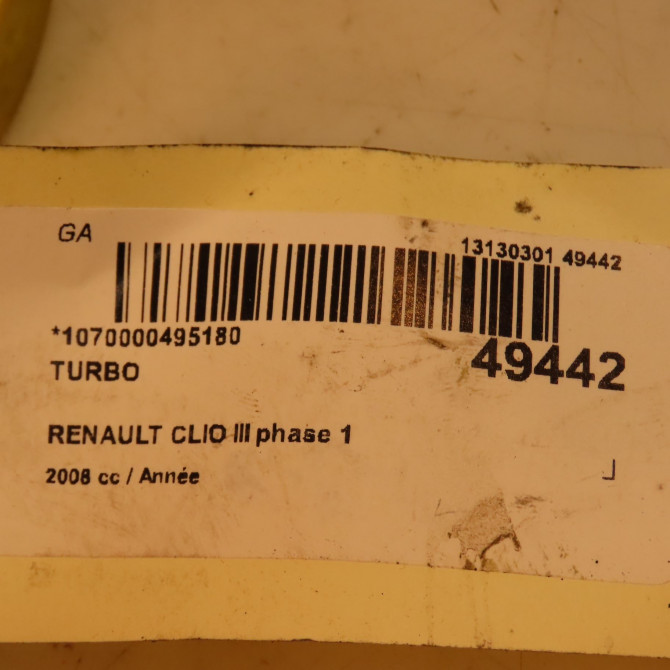 GA
13130301 49442
*1070000495180
49442
TURBO
RENAULT CLIO III phase 1
2008 cc / Année